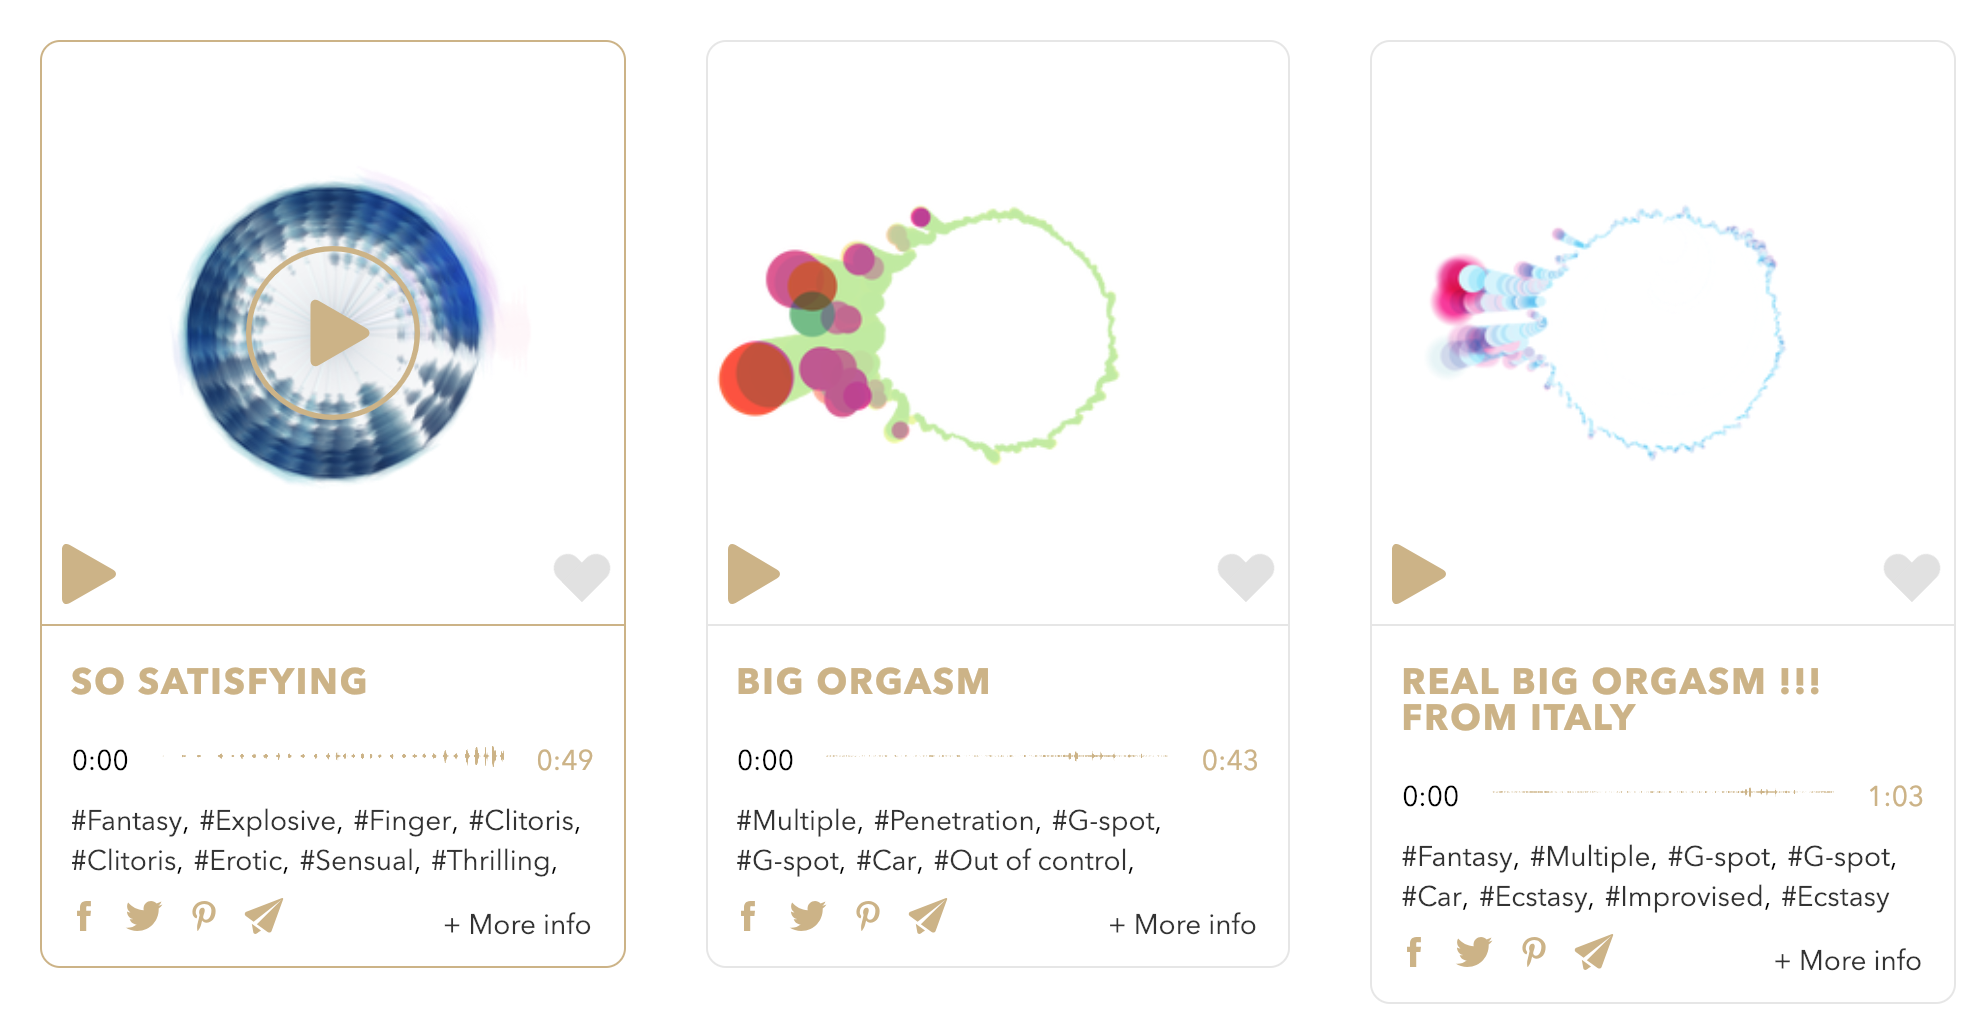 SO SATISFYING
0:00 0:49
#Fantasy, #Explosive, #Finger, #Clitoris,
#Clitoris, #Erotic, #Sensual, #Thrilling,
+ More info
BIG ORGASM
0:00 0:43
#Multiple, #Penetration, #G-spot,
#G-spot, #Car, #Out of control,
+ More info
REAL BIG ORGASM !!!
FROM ITALY
0:00 1:03
#Fantasy, #Multiple, #G-spot, #G-spot,
#Car, #Ecstasy, #Improvised, #Ecstasy
+ More info